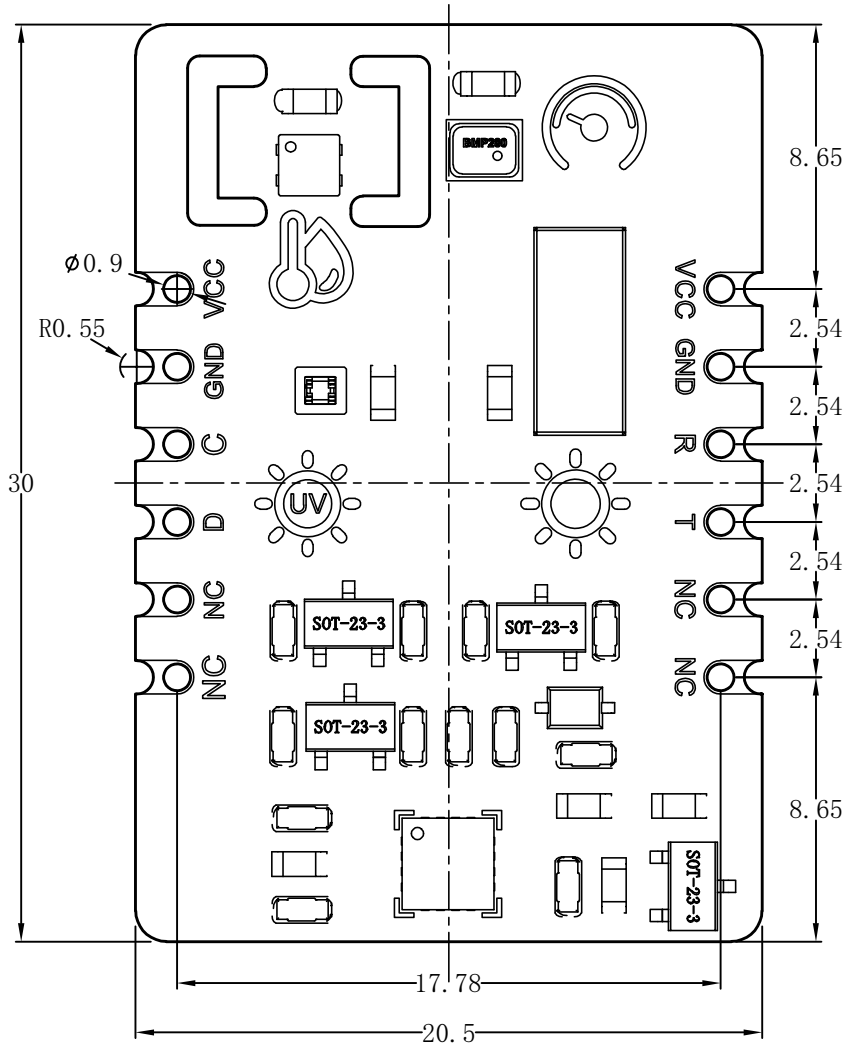 BMP280
8.65
Ø0.9
VCC
VCC
R0.55
2.54
GND
GND
2.54
C
R
30
2.54
UV
D
T
2.54
NC
NC
SOT-23-3
SOT-23-3
2.54
NC
NC
SOT-23-3
8.65
SOT-23-3
17.78
20.5